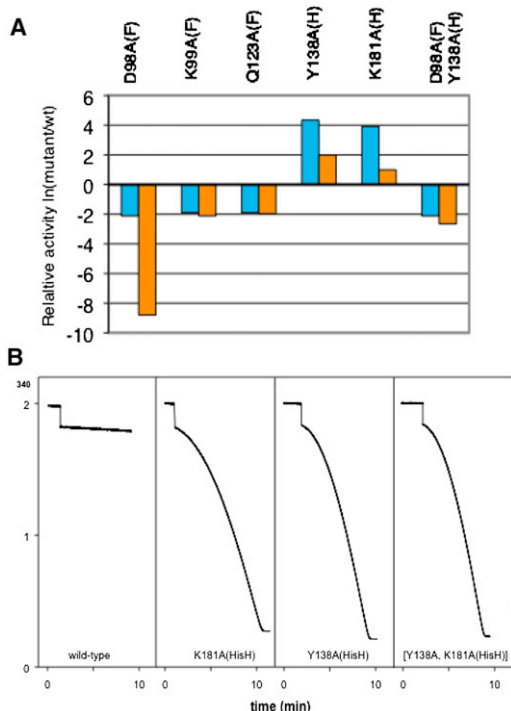 A
D98A(F)
K99A(F)
Q123A(F)
Y138A(H)
K181A(H)
D98A(F)
Y138A(H)
Relaltive activity ln(mutant/wt)
6
4
2
0
-2
-4
-6
-8
-10
B
340
2
1
0
wild-type
K181A(HisH)
Y138A(HisH)
[Y138A, K181A(HisH)]
0
10
0
10
0
10
0
10
time (min)